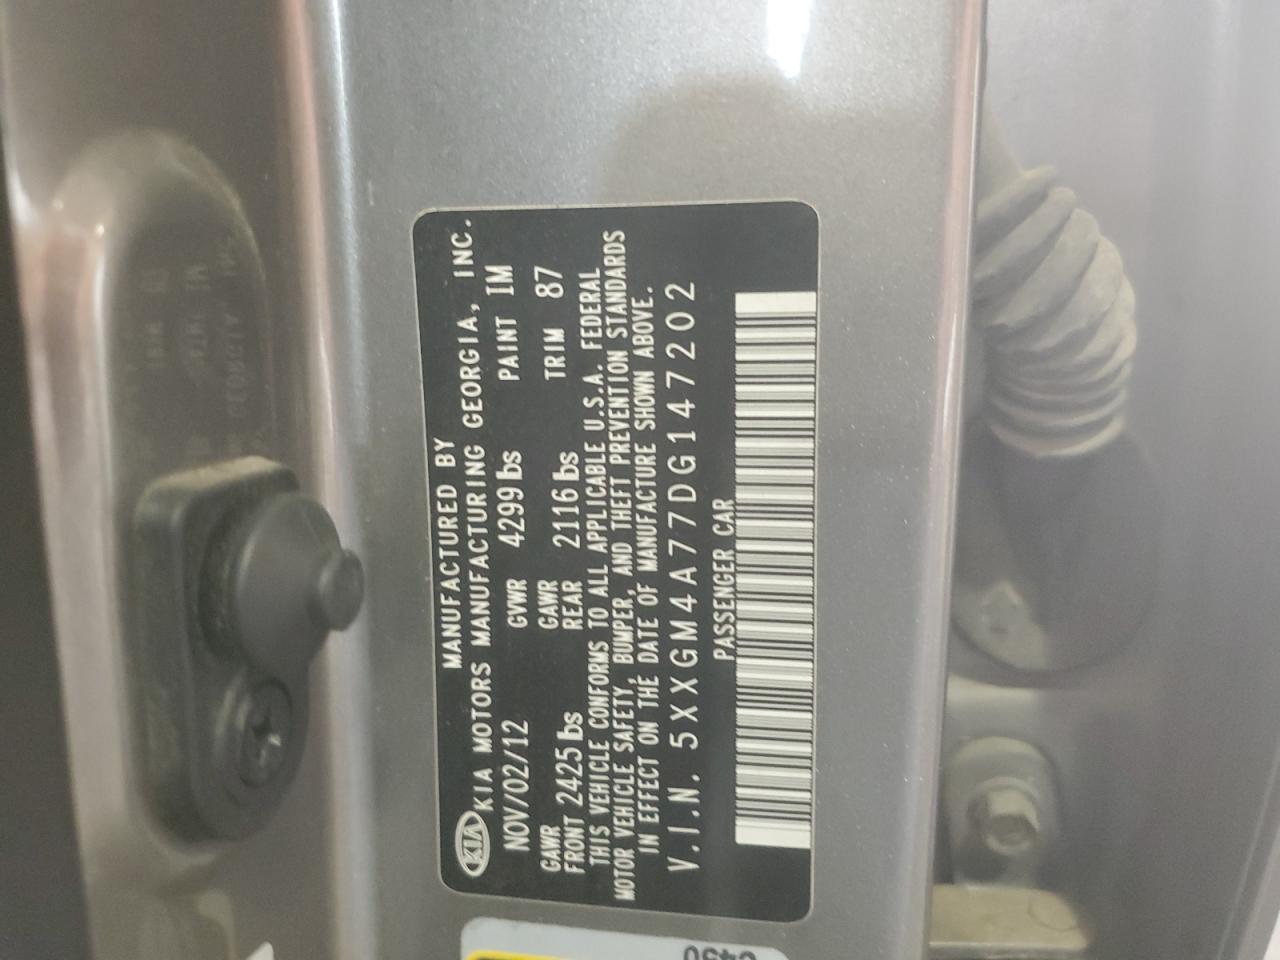 KIA
MANUFACTURED BY
KIA MOTORS MANUFACTURING GEORGIA, INC.
NOV/02/12 GVWR 4299 lbs PAINT 1M
GAWR FRONT 2425 lbs GAWR REAR 2116 lbs TRIM 87
THIS VEHICLE CONFORMS TO ALL APPLICABLE U.S.A. FEDERAL
MOTOR VEHICLE SAFETY, BUMPER, AND THEFT PREVENTION STANDARDS
IN EFFECT ON THE DATE OF MANUFACTURE SHOWN ABOVE.
V.I.N. 5XXGM4A77DG147202
PASSENGER CAR